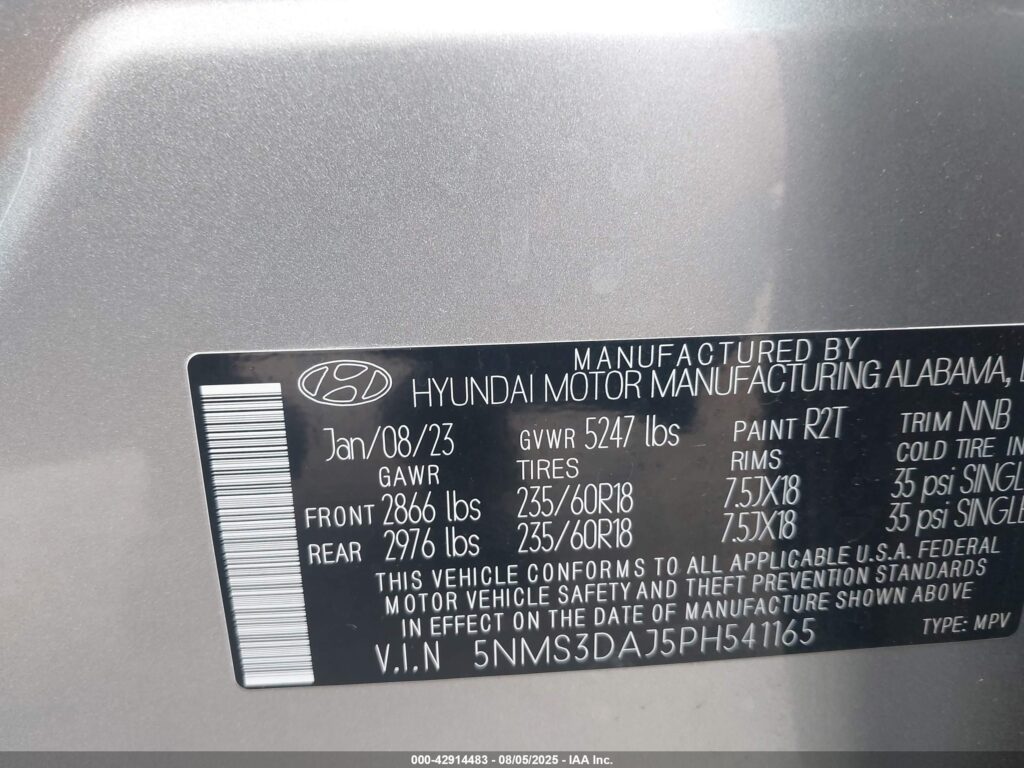 MANUFACTURED BY
HYUNDAI MOTOR MANUFACTURING ALABAMA,
Jan/08/23 GVWR 5247 lbs PAINT R2T TRIM NNB
GAWR TIRES RIMS COLD TIRE IN
FRONT 2866 lbs 235/60R18 7.5JX18 35 psi SINGLE
REAR 2976 lbs 235/60R18 7.5JX18 35 psi SINGLE
THIS VEHICLE CONFORMS TO ALL APPLICABLE U.S.A. FEDERAL
MOTOR VEHICLE SAFETY AND THEFT PREVENTION STANDARDS
IN EFFECT ON THE DATE OF MANUFACTURE SHOWN ABOVE
V.I.N 5NMS3DAJ5PH541165 TYPE: MPV
000-42914483 - 08/05/2025 - IAA Inc.